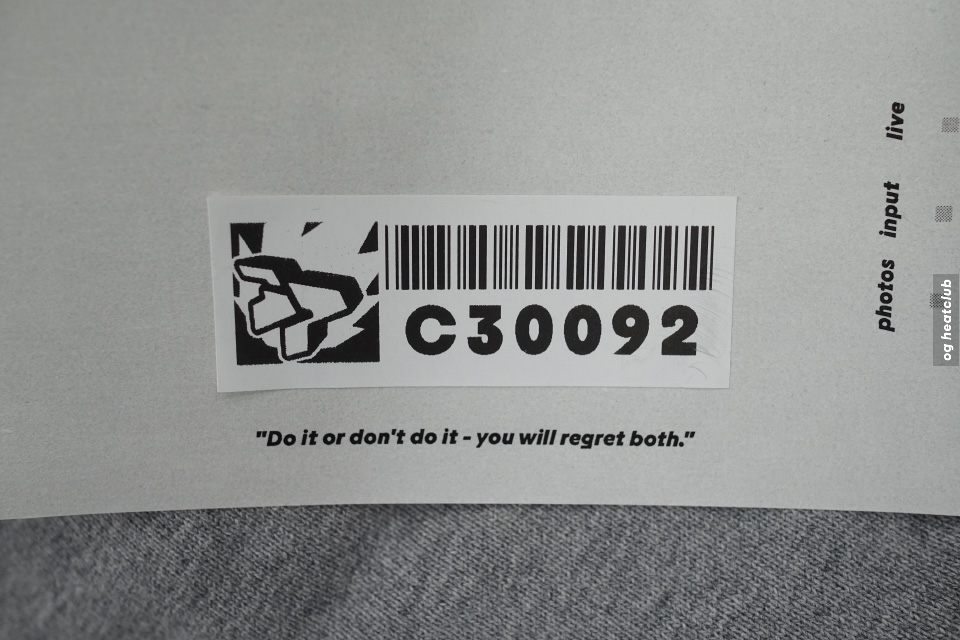 C30092
"Do it or don't do it - you will regret both."
photos input live
og heatclub